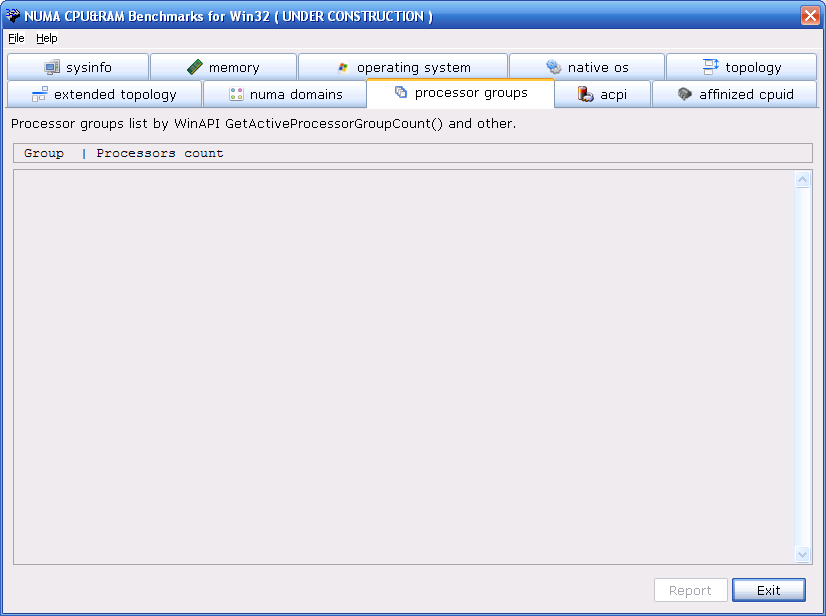 NUMA CPU&RAM Benchmarks for Win32 ( UNDER CONSTRUCTION )
File Help
sysinfo memory operating system native os topology
extended topology numa domains processor groups acpi affinized cpuid
Processor groups list by WinAPI GetActiveProcessorGroupCount() and other.
Group | Processors count
Report Exit